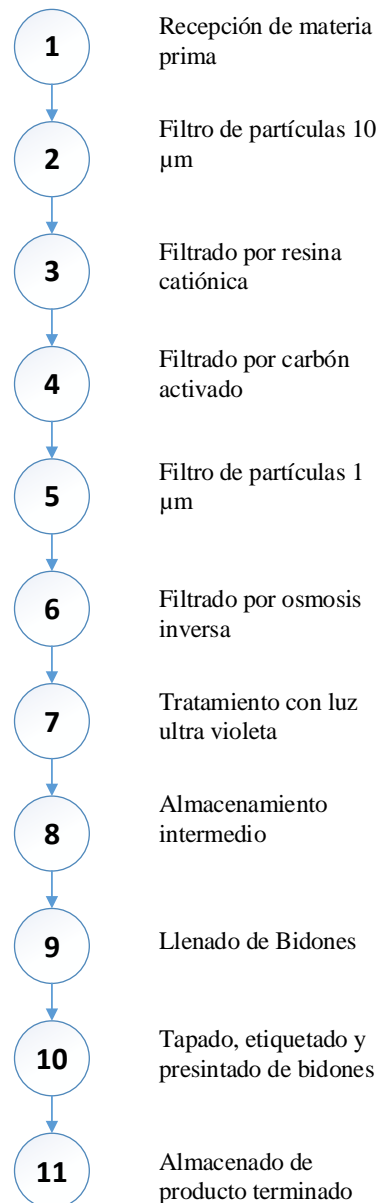 1
Recepción de materia
prima
2
Filtro de partículas 10
µm
3
Filtrado por resina
catiónica
4
Filtrado por carbón
activado
5
Filtro de partículas 1
µm
6
Filtrado por osmosis
inversa
7
Tratamiento con luz
ultra violeta
8
Almacenamiento
intermedio
9
Llenado de Bidones
10
Tapado, etiquetado y
presintado de bidones
11
Almacenado de
producto terminado